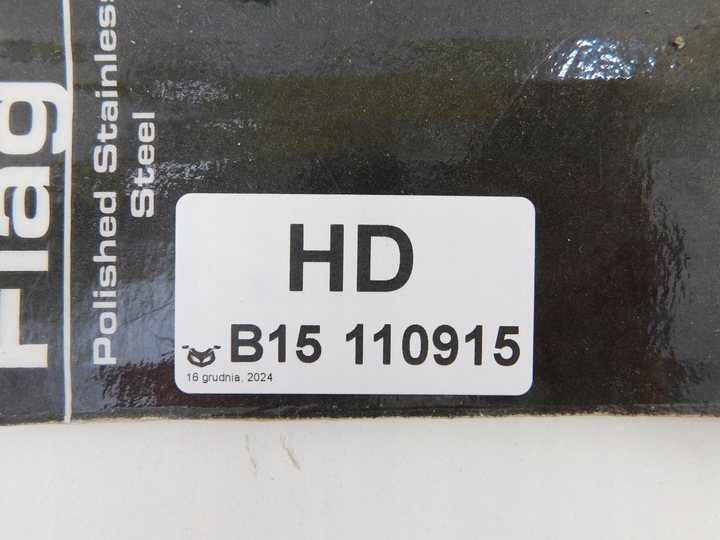 Flag
Polished Stainless
Steel
HD
B15 110915
16 grudnia, 2024